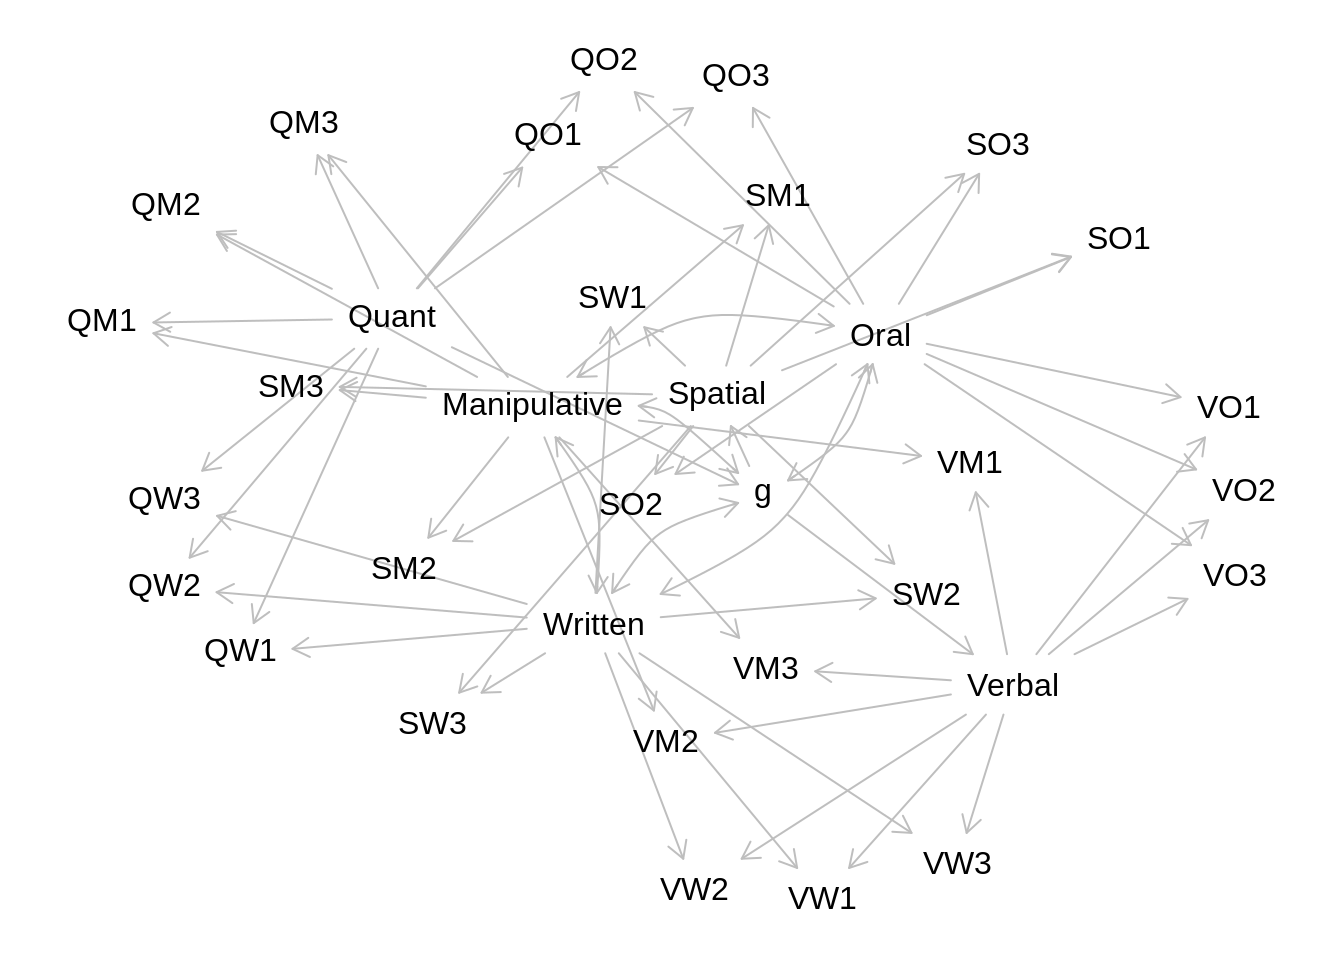 QO2
QO3
QM3
QO1
SO3
SM1
QM2
SO1
SW1
Quant
QM1
Oral
SM3
Spatial
Manipulative
VO1
VM1
g
VO2
QW3
SO2
SM2
VO3
QW2
SW2
Written
QW1
VM3
Verbal
SW3
VM2
VW3
VW2
VW1